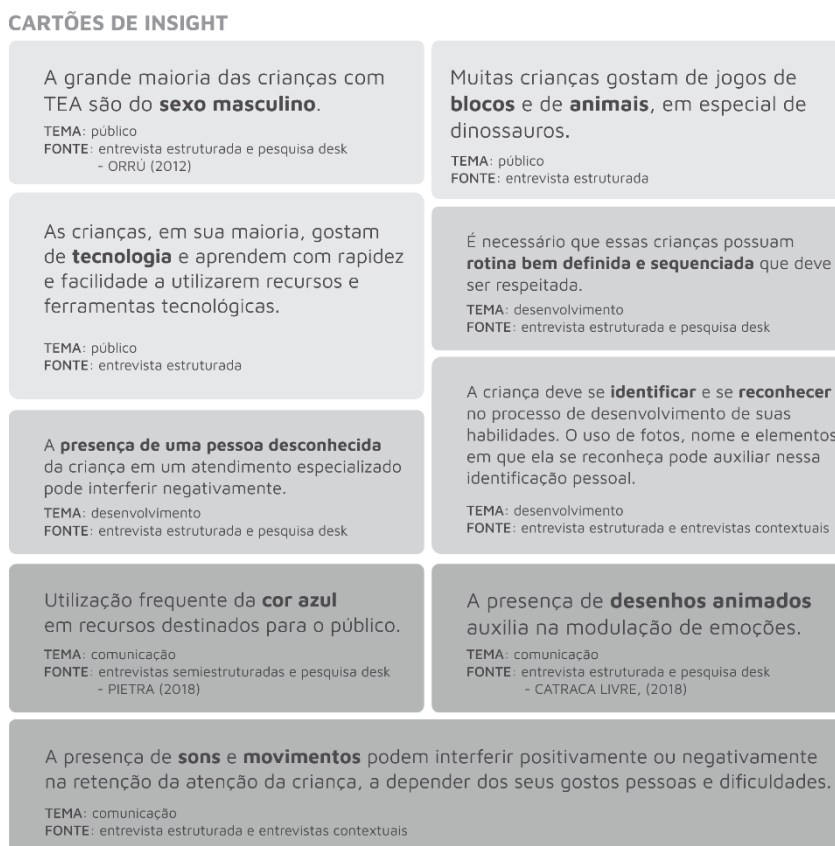 CARTÕES DE INSIGHT
A grande maioria das crianças com
TEA são do sexo masculino.
TEMA: público
FONTE: entrevista estruturada e pesquisa desk
- ORRÚ (2012)
Muitas crianças gostam de jogos de
blocos e de animais, em especial de
dinossauros.
TEMA: público
FONTE: entrevista estruturada
As crianças, em sua maioria, gostam
de tecnologia e aprendem com rapidez
e facilidade a utilizarem recursos e
ferramentas tecnológicas.
TEMA: público
FONTE: entrevista estruturada
É necessário que essas crianças possuam
rotina bem definida e sequenciada que deve
ser respeitada.
TEMA: desenvolvimento
FONTE: entrevista estruturada e pesquisa desk
A presença de uma pessoa desconhecida
da criança em um atendimento especializado
pode interferir negativamente.
TEMA: desenvolvimento
FONTE: entrevista estruturada e pesquisa desk
A criança deve se identificar e se reconhecer
no processo de desenvolvimento de suas
habilidades. O uso de fotos, nome e elementos
em que ela se reconheça pode auxiliar nessa
identificação pessoal.
TEMA: desenvolvimento
FONTE: entrevista estruturada e entrevistas contextuais
Utilização frequente da cor azul
em recursos destinados para o público.
TEMA: comunicação
FONTE: entrevistas semiestruturadas e pesquisa desk
- PIETRA (2018)
A presença de desenhos animados
auxilia na modulação de emoções.
TEMA: comunicação
FONTE: entrevista estruturada e pesquisa desk
- CATRACA LIVRE, (2018)
A presença de sons e movimentos podem interferir positivamente ou negativamente
na retenção da atenção da criança, a depender dos seus gostos pessoas e dificuldades.
TEMA: comunicação
FONTE: entrevista estruturada e entrevistas contextuais